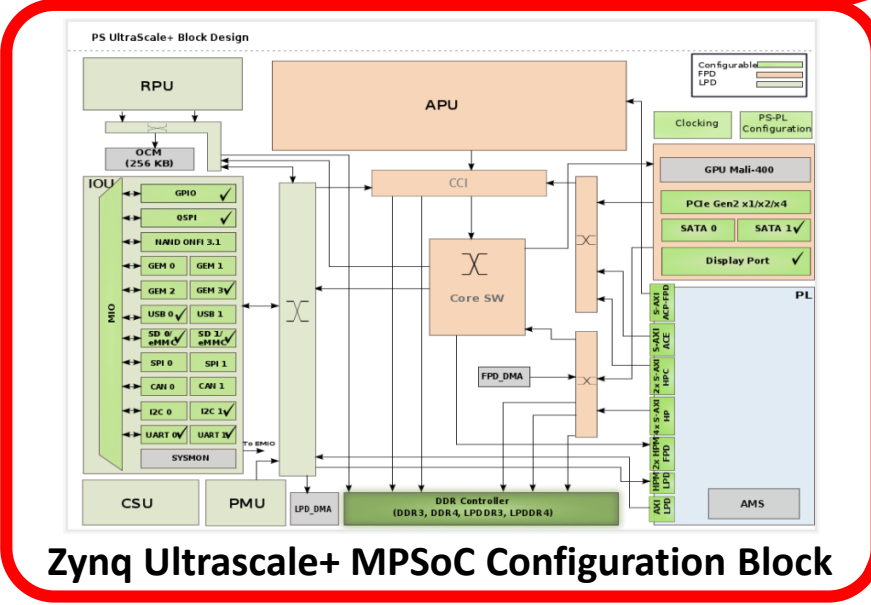 PS UltraScale+ Block Design
Configurable
FPD
LPD
RPU
APU
Clocking
PS-PL
Configuration
OCM
(256 KB)
GPU Mali-400
IOU
CCI
GPIO
PCIe Gen2 x1/x2/x4
QSPI
SATA 0
SATA 1
NAND ONFI 3.1
Display Port
GEM 0
GEM 1
GEM 2
GEM 3
Core SW
PL
MIO
USB 0
USB 1
SD 0/
eMMC
SD 1/
eMMC
SPI 0
SPI 1
CAN 0
CAN 1
I2C 0
I2C 1
UART 0
UART 1
To EMIO
SYSMON
FPD_DMA
S-AXI
ACP-FPD
S-AXI
ACE
2x S-AXI
HPC
4x S-AXI
HP
2x HPM
FPD
HPM
LPD
AXI
LPD
CSU
PMU
LPD_DMA
DDR Controller
(DDR3, DDR4, LPDDR3, LPDDR4)
AMS
Zynq Ultrascale+ MPSoC Configuration Block